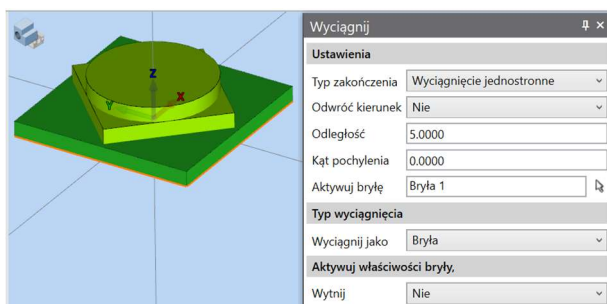 Wyciągnij
Ustawienia
Typ zakończenia Wyciągnięcie jednostronne
Odwróć kierunek Nie
Odległość 5.0000
Kąt pochylenia 0.0000
Aktywuj bryłę Bryła 1
Typ wyciągnięcia
Wyciągnij jako Bryła
Aktywuj właściwości bryły,
Wytnij Nie
Z
Y X